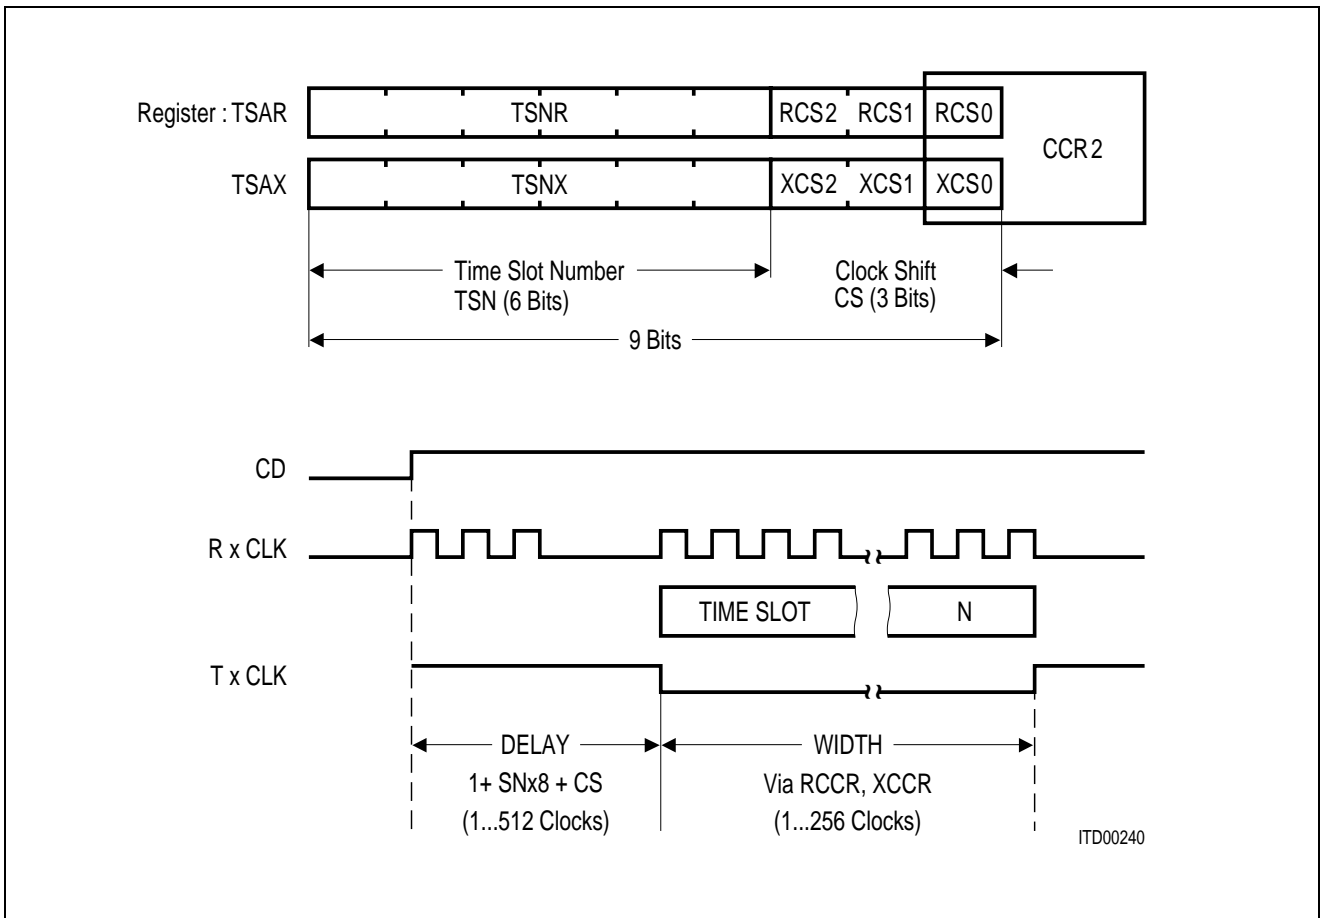 Register : TSAR TSNR RCS2 RCS1 RCS0
CCR2
TSAX TSNX XCS2 XCS1 XCS0
Time Slot Number
TSN (6 Bits)
Clock Shift
CS (3 Bits)
9 Bits
CD
R x CLK
TIME SLOT N
T x CLK
DELAY
1+ SNx8 + CS
(1...512 Clocks)
WIDTH
Via RCCR, XCCR
(1...256 Clocks)
ITD00240